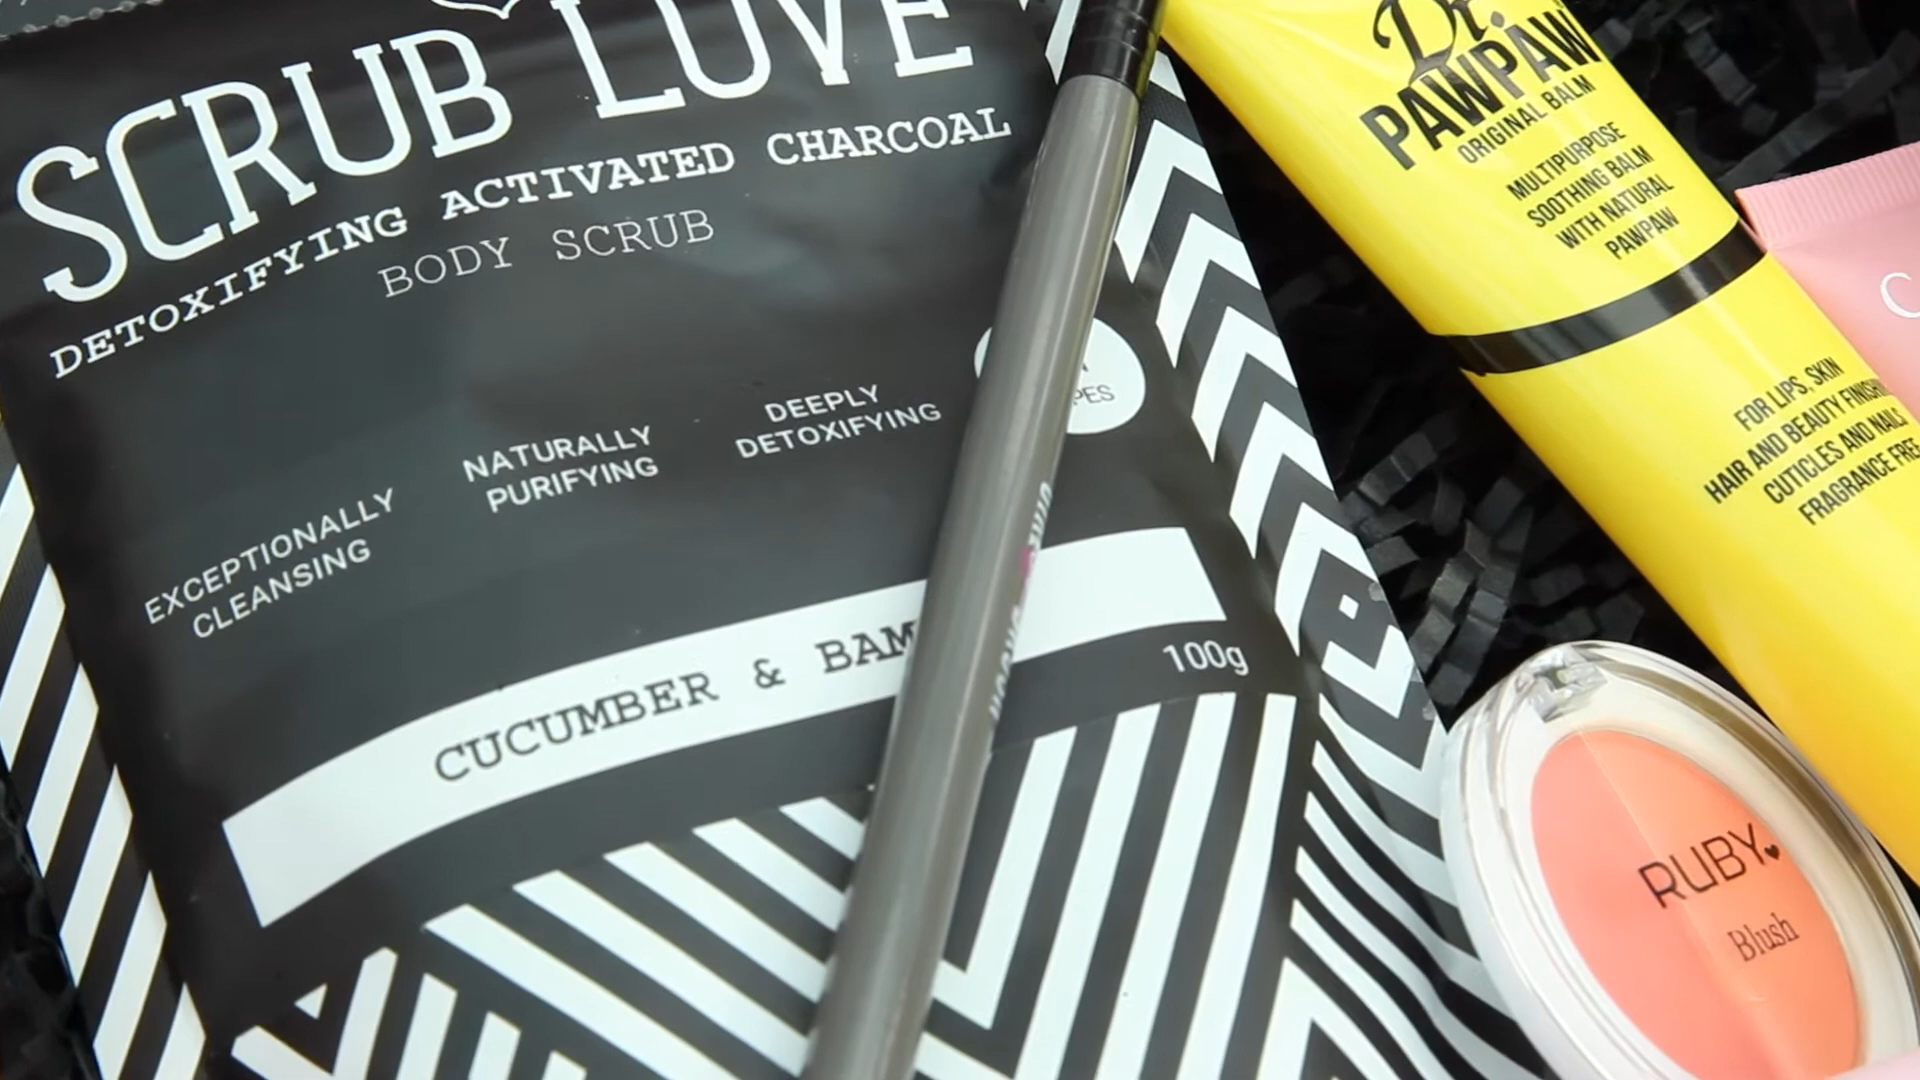 SCRUB LOVE
DETOXIFYING ACTIVATED CHARCOAL
BODY SCRUB
EXCEPTIONALLY
CLEANSING
NATURALLY
PURIFYING
DEEPLY
DETOXIFYING
CUCUMBER & BAM
100g
Dr.
PAWPAW
ORIGINAL BALM
MULTIPURPOSE
SOOTHING BALM
WITH NATURAL
PAWPAW
FOR LIPS, SKIN
HAIR AND BEAUTY FINISHING
CUTICLES AND NAILS
FRAGRANCE FREE
RUBY
Blush